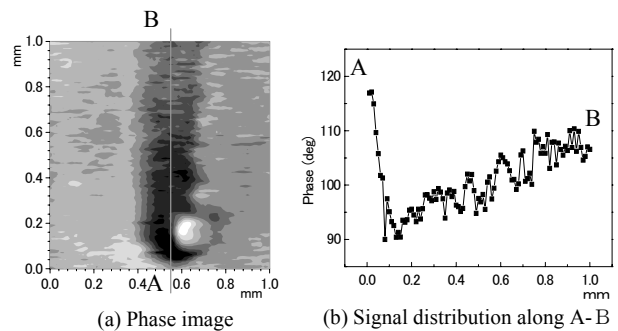 B
mm
1.0
0.8
0.6
0.4
0.2
0.0
0.0 0.2 0.4 0.6 0.8 1.0
A
mm
(a) Phase image
120
110
100
90
Phase (deg)
A
B
0.0 0.2 0.4 0.6 0.8 1.0
mm
(b) Signal distribution along A-B